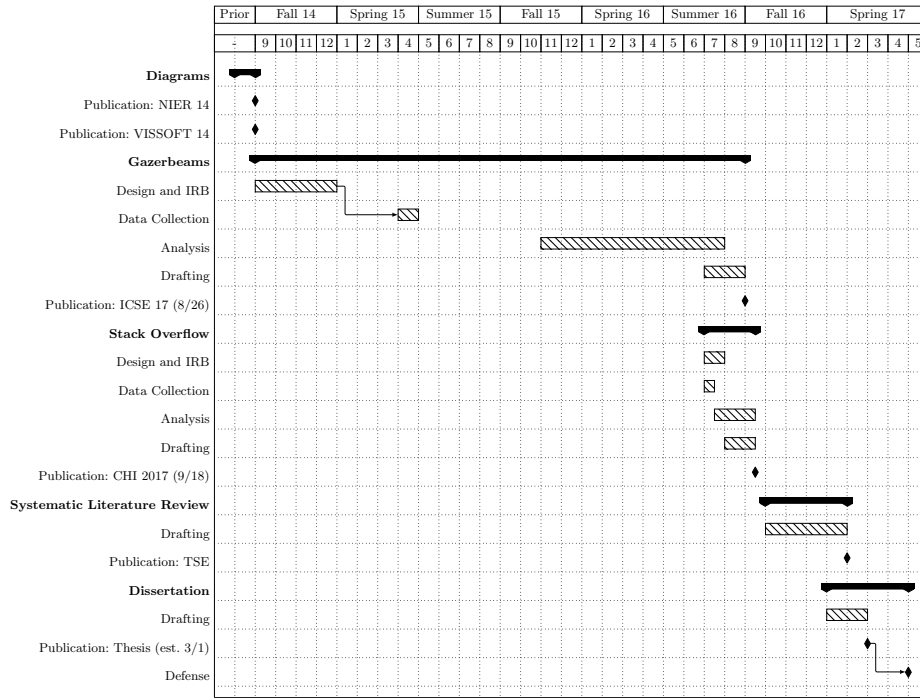 Prior Fall 14 Spring 15 Summer 15 Fall 15 Spring 16 Summer 16 Fall 16 Spring 17
- 9 10 11 12 1 2 3 4 5 6 7 8 9 10 11 12 1 2 3 4 5 6 7 8 9 10 11 12 1 2 3 4 5
Diagrams
Publication: NIER 14
Publication: VISSOFT 14
Gazerbeams
Design and IRB
Data Collection
Analysis
Drafting
Publication: ICSE 17 (8/26)
Stack Overflow
Design and IRB
Data Collection
Analysis
Drafting
Publication: CHI 2017 (9/18)
Systematic Literature Review
Drafting
Publication: TSE
Dissertation
Drafting
Publication: Thesis (est. 3/1)
Defense